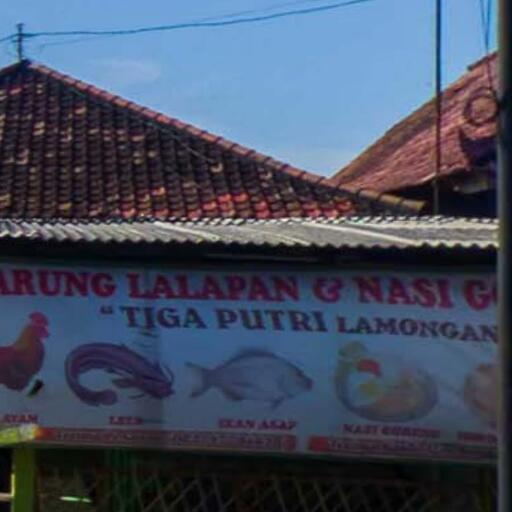 ARUNG LALAPAN & NASI G
"TIGA PUTRI LAMONGAN
AYAM LELE IKAN ASAP NASI GORENG